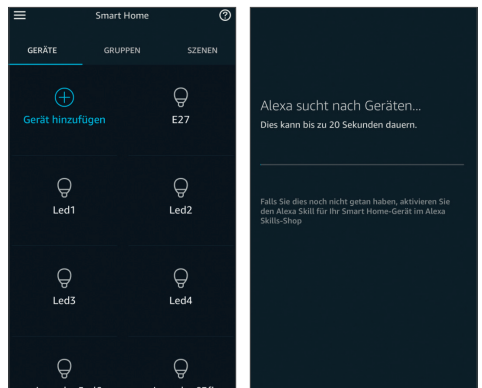 Smart Home
GERÄTE GRUPPEN SZENEN
Gerät hinzufügen
E27
Led1
Led2
Led3
Led4
Alexa sucht nach Geräten...
Dies kann bis zu 20 Sekunden dauern.
Falls Sie dies noch nicht getan haben, aktivieren Sie
den Alexa Skill für Ihr Smart Home-Gerät im Alexa
Skills-Shop